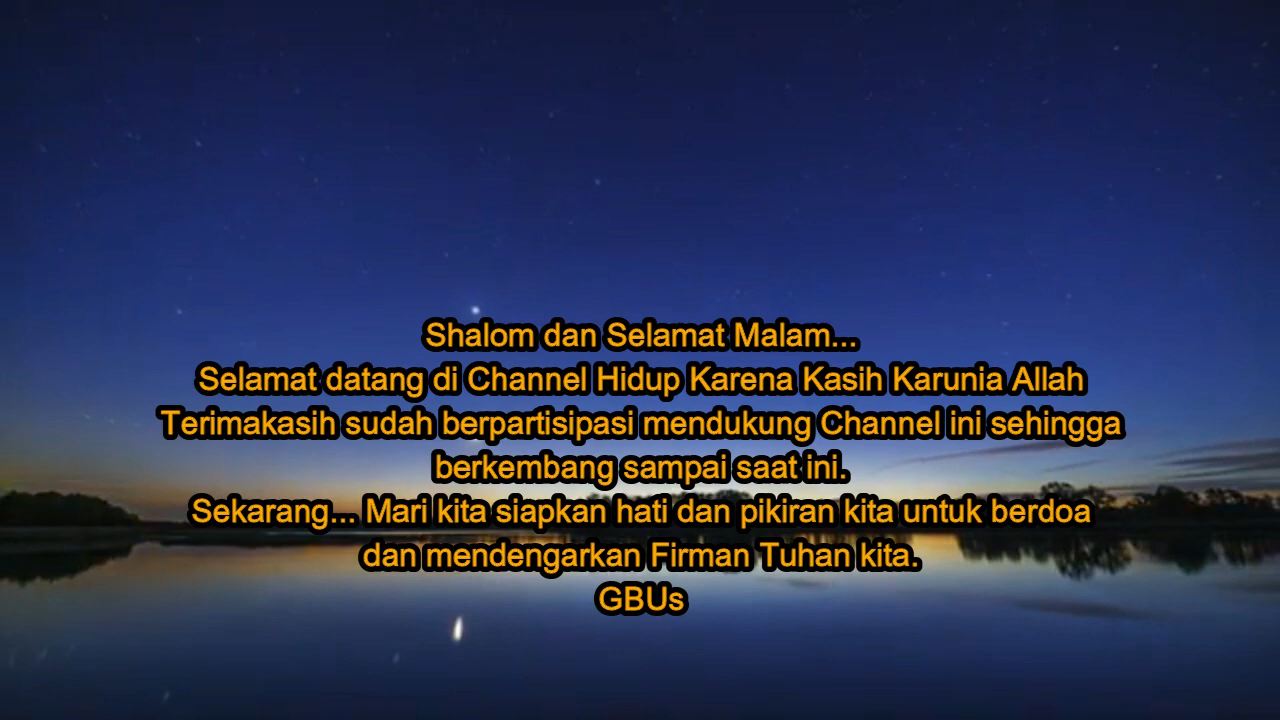 Shalom dan Selamat Malam...
Selamat datang di Channel Hidup Karena Kasih Karunia Allah
Terimakasih sudah berpartisipasi mendukung Channel ini sehingga
berkembang sampai saat ini.
Sekarang... Mari kita siapkan hati dan pikiran kita untuk berdoa
dan mendengarkan Firman Tuhan kita.
GBUs